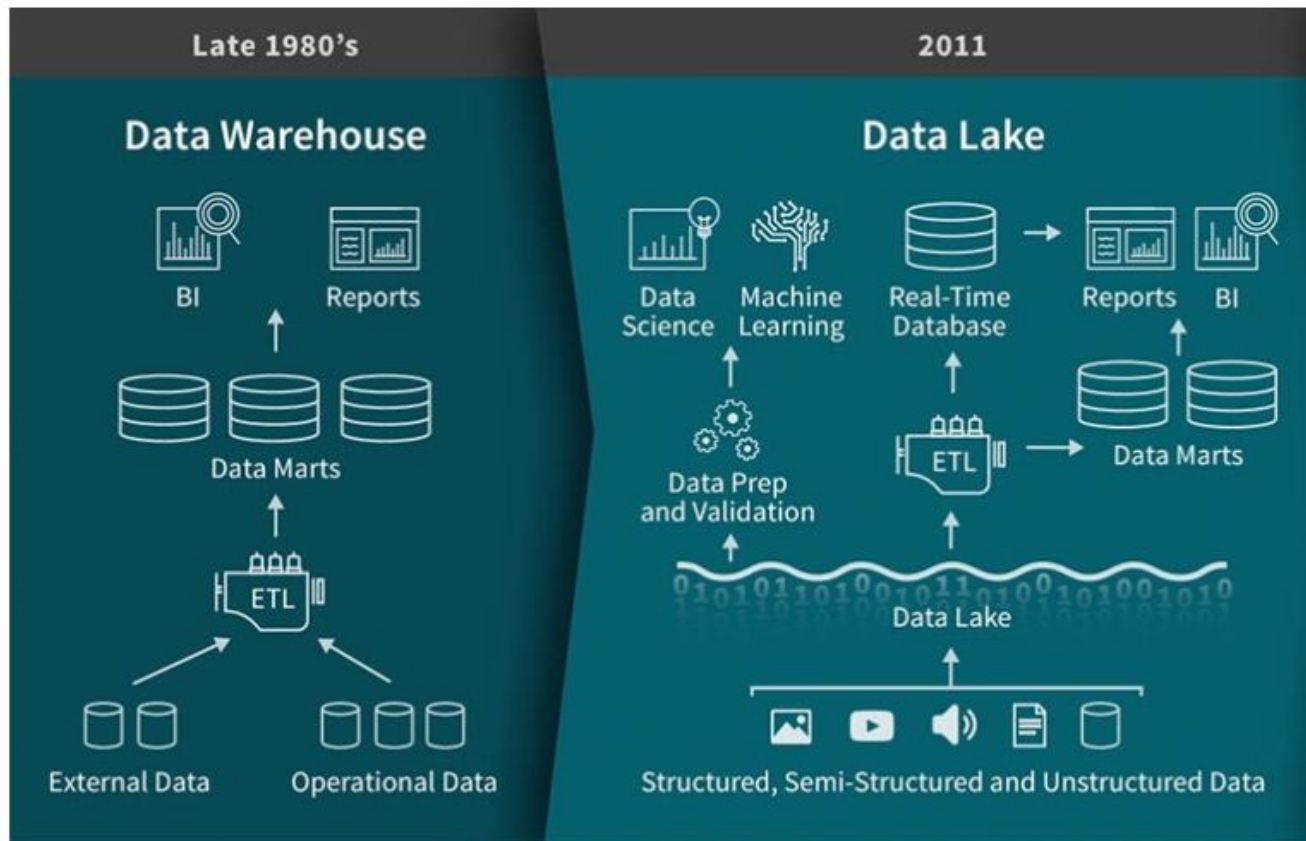 Late 1980's
Data Warehouse
BI
Reports
Data Marts
ETL
External Data
Operational Data
2011
Data Lake
Data
Science
Machine
Learning
Real-Time
Database
Reports
BI
Data Prep
and Validation
ETL
Data Marts
Data Lake
Structured, Semi-Structured and Unstructured Data